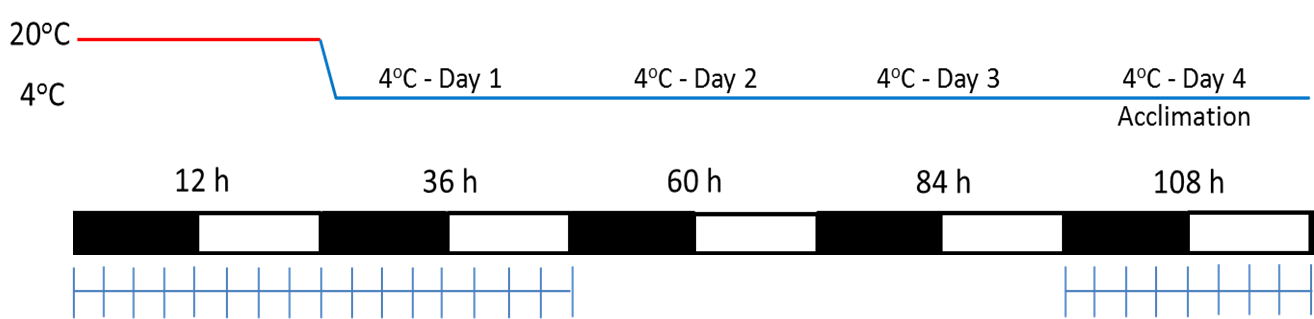 20°C
4°C
4°C - Day 1 4°C - Day 2 4°C - Day 3 4°C - Day 4
Acclimation
12 h 36 h 60 h 84 h 108 h